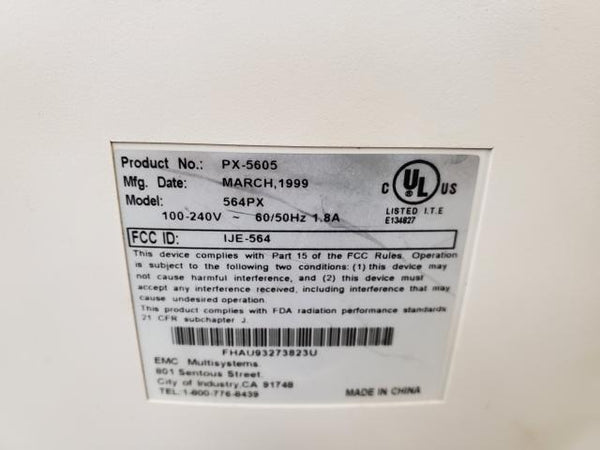 Product No.: PX-5605
Mfg. Date: MARCH,1999
Model: 564PX
100-240V ~ 60/50Hz 1.8A
C UL US
LISTED I.T.E
E134827
FCC ID: IJE-564
This device complies with Part 15 of the FCC Rules. Operation
is subject to the following two conditions: (1) this device may
not cause harmful interference, and (2) this device must
accept any interference received, including interference that may
cause undesired operation.
This product complies with FDA radiation performance standards
21 CFR subchapter J.
FHAU93273823U
EMC Multisystems.
801 Sentous Street.
City of Industry,CA 91748
TEL:1-800-776-8439
MADE IN CHINA